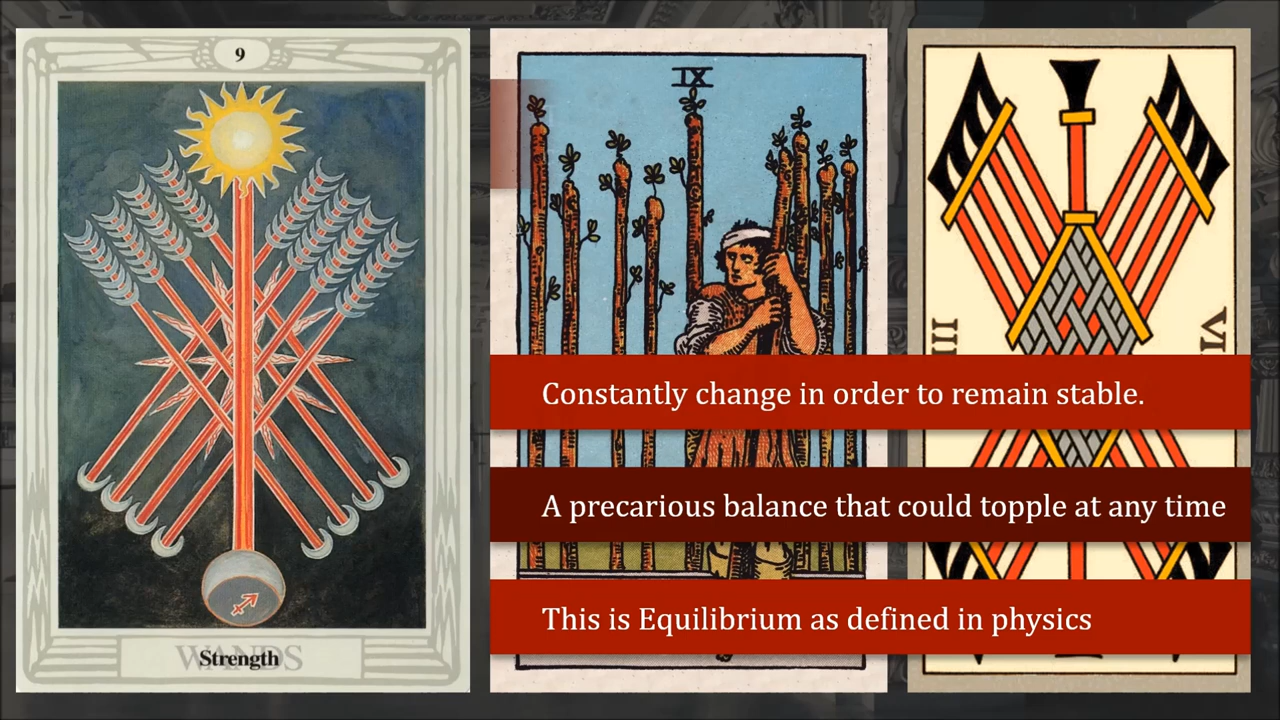 9
WANDS
Strength
IX
Constantly change in order to remain stable.
A precarious balance that could topple at any time
This is Equilibrium as defined in physics